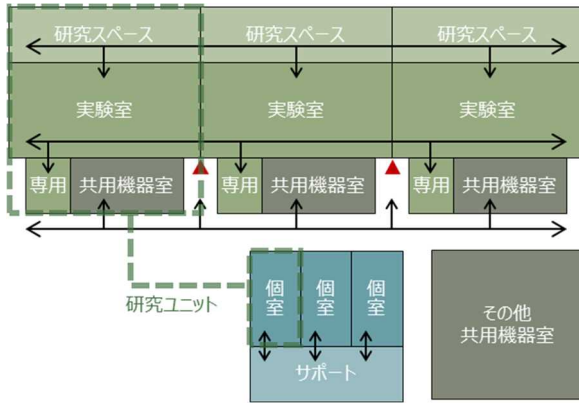 研究スペース
研究スペース
研究スペース
実験室
実験室
実験室
専用
共用機器室
専用
共用機器室
専用
共用機器室
研究ユニット
個室
個室
個室
サポート
その他
共用機器室